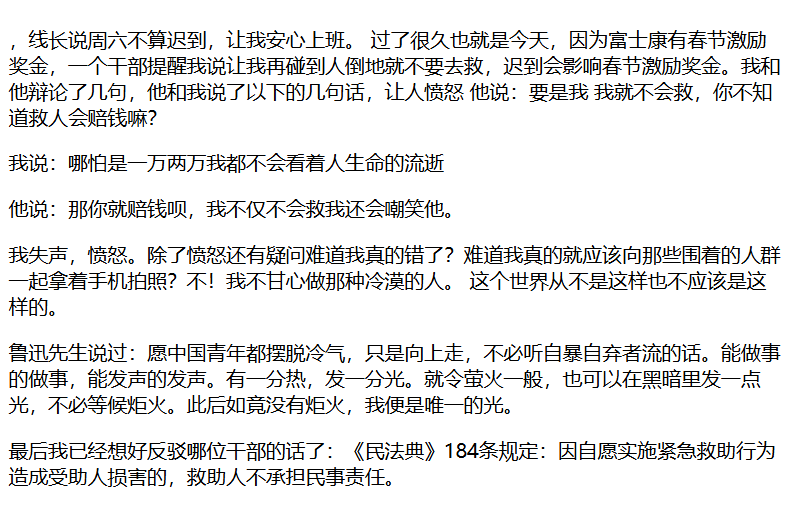 ，线长说周六不算迟到，让我安心上班。 过了很久也就是今天，因为富士康有春节激励
奖金，一个干部提醒我说让我再碰到人倒地就不要去救，迟到会影响春节激励奖金。我和
他辩论了几句，他和我说了以下的几句话，让人愤怒 他说：要是我 我就不会救，你不知
道救人会赔钱嘛？
我说：哪怕是一万两万我都不会看着人生命的流逝
他说：那你就赔钱呗，我不仅不会救我还会嘲笑他。
我失声，愤怒。除了愤怒还有疑问难道我真的错了？难道我真的就应该向那些围着的人群
一起拿着手机拍照？不！我不甘心做那种冷漠的人。 这个世界从不是这样也不应该是这
样的。
鲁迅先生说过：愿中国青年都摆脱冷气，只是向上走，不必听自暴自弃者流的话。能做事
的做事，能发声的发声。有一分热，发一分光。就令萤火一般，也可以在黑暗里发一点
光，不必等候炬火。此后如竟没有炬火，我便是唯一的光。
最后我已经想好反驳哪位干部的话了：《民法典》184条规定：因自愿实施紧急救助行为
造成受助人损害的，救助人不承担民事责任。